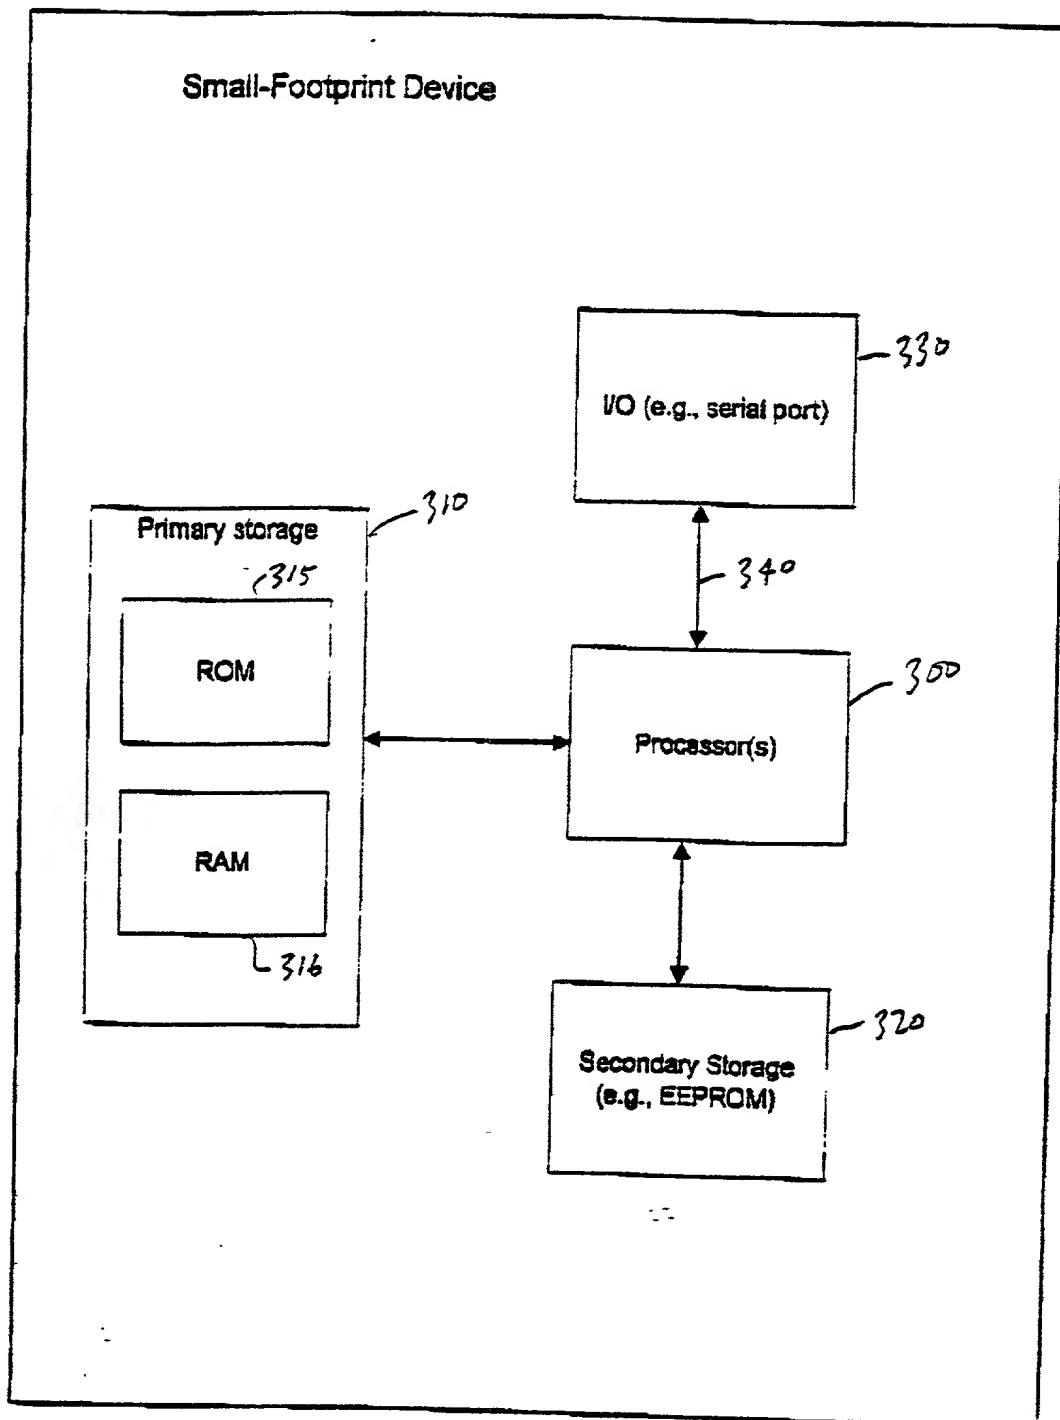 Small-Footprint Device
330
I/O (e.g., serial port)
310
Primary storage
340
315
ROM
300
Processor(s)
RAM
316
320
Secondary Storage
(e.g., EEPROM)